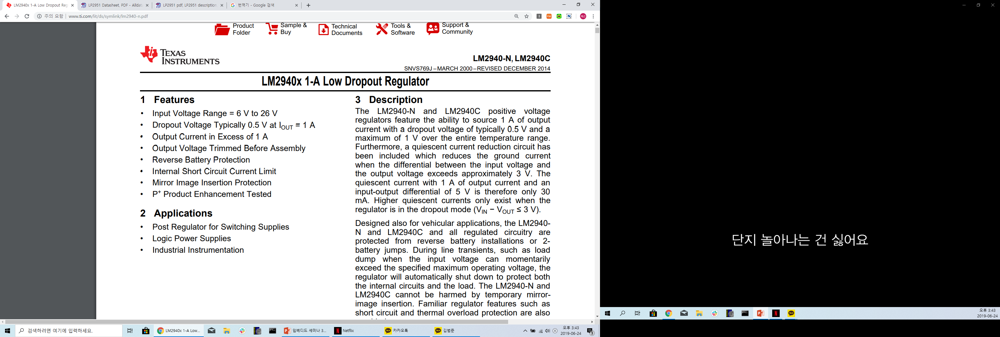 LM2940x 1-A Low Dropout Reg
LP2951 Datasheet, PDF - Alldat
LP2951 pdf, LP2951 description
번역기 - Google 검색
주의 요함
www.ti.com/lit/ds/symlink/lm2940-n.pdf
Product Folder
Sample & Buy
Technical Documents
Tools & Software
Support & Community
TEXAS INSTRUMENTS
LM2940-N, LM2940C
SNVS769J – MARCH 2000 – REVISED DECEMBER 2014
LM2940x 1-A Low Dropout Regulator
1 Features
• Input Voltage Range = 6 V to 26 V
• Dropout Voltage Typically 0.5 V at IOUT = 1 A
• Output Current in Excess of 1 A
• Output Voltage Trimmed Before Assembly
• Reverse Battery Protection
• Internal Short Circuit Current Limit
• Mirror Image Insertion Protection
• P+ Product Enhancement Tested
2 Applications
• Post Regulator for Switching Supplies
• Logic Power Supplies
• Industrial Instrumentation
3 Description
The LM2940-N and LM2940C positive voltage
regulators feature the ability to source 1 A of output
current with a dropout voltage of typically 0.5 V and a
maximum of 1 V over the entire temperature range.
Furthermore, a quiescent current reduction circuit has
been included which reduces the ground current
when the differential between the input voltage and
the output voltage exceeds approximately 3 V. The
quiescent current with 1 A of output current and an
input-output differential of 5 V is therefore only 30
mA. Higher quiescent currents only exist when the
regulator is in the dropout mode (VIN − VOUT ≤ 3 V).
Designed also for vehicular applications, the LM2940-
N and LM2940C and all regulated circuitry are
protected from reverse battery installations or 2-
battery jumps. During line transients, such as load
dump when the input voltage can momentarily
exceed the specified maximum operating voltage, the
regulator will automatically shut down to protect both
the internal circuits and the load. The LM2940-N and
LM2940C cannot be harmed by temporary mirror-
image insertion. Familiar regulator features such as
short circuit and thermal overload protection are also
단지 놀아나는 건 싫어요
오후 3:43
2019-06-24
검색하려면 여기에 입력하세요.
LM2940x 1-A Low...
임베디드 세미나 3...
Netflix
카카오톡
김범준
오후 3:43
2019-06-24
3